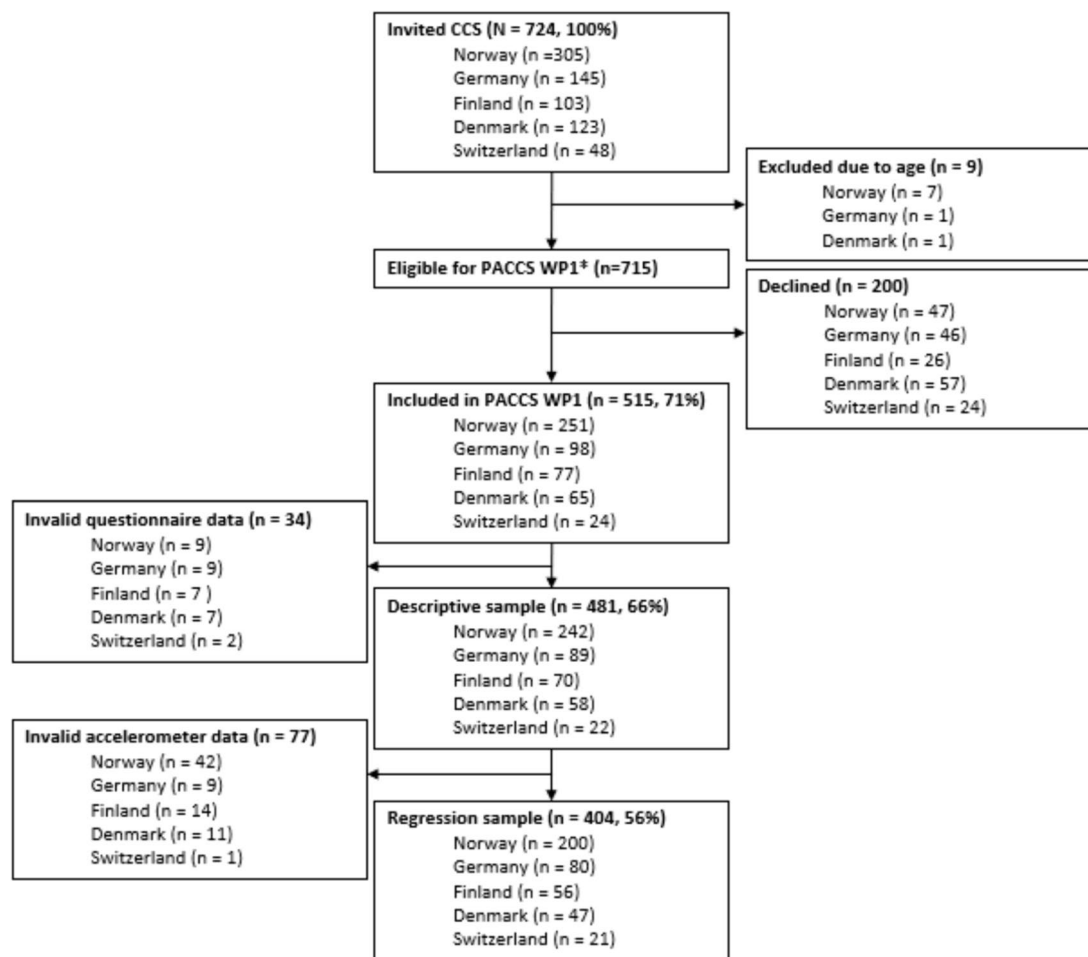 Invited CCS (N = 724, 100%)
Norway (n =305)
Germany (n = 145)
Finland (n = 103)
Denmark (n = 123)
Switzerland (n = 48)
Excluded due to age (n = 9)
Norway (n = 7)
Germany (n = 1)
Denmark (n = 1)
Eligible for PACCS WP1‡ (n=715)
Declined (n = 200)
Norway (n = 47)
Germany (n = 46)
Finland (n = 26)
Denmark (n = 57)
Switzerland (n = 24)
Included in PACCS WP1 (n = 515, 71%)
Norway (n = 251)
Germany (n = 98)
Finland (n = 77)
Denmark (n = 65)
Switzerland (n = 24)
Invalid questionnaire data (n = 34)
Norway (n = 9)
Germany (n = 9)
Finland (n = 7 )
Denmark (n = 7)
Switzerland (n = 2)
Descriptive sample (n = 481, 66%)
Norway (n = 242)
Germany (n = 89)
Finland (n = 70)
Denmark (n = 58)
Switzerland (n = 22)
Invalid accelerometer data (n = 77)
Norway (n = 42)
Germany (n = 9)
Finland (n = 14)
Denmark (n = 11)
Switzerland (n = 1)
Regression sample (n = 404, 56%)
Norway (n = 200)
Germany (n = 80)
Finland (n = 56)
Denmark (n = 47)
Switzerland (n = 21)